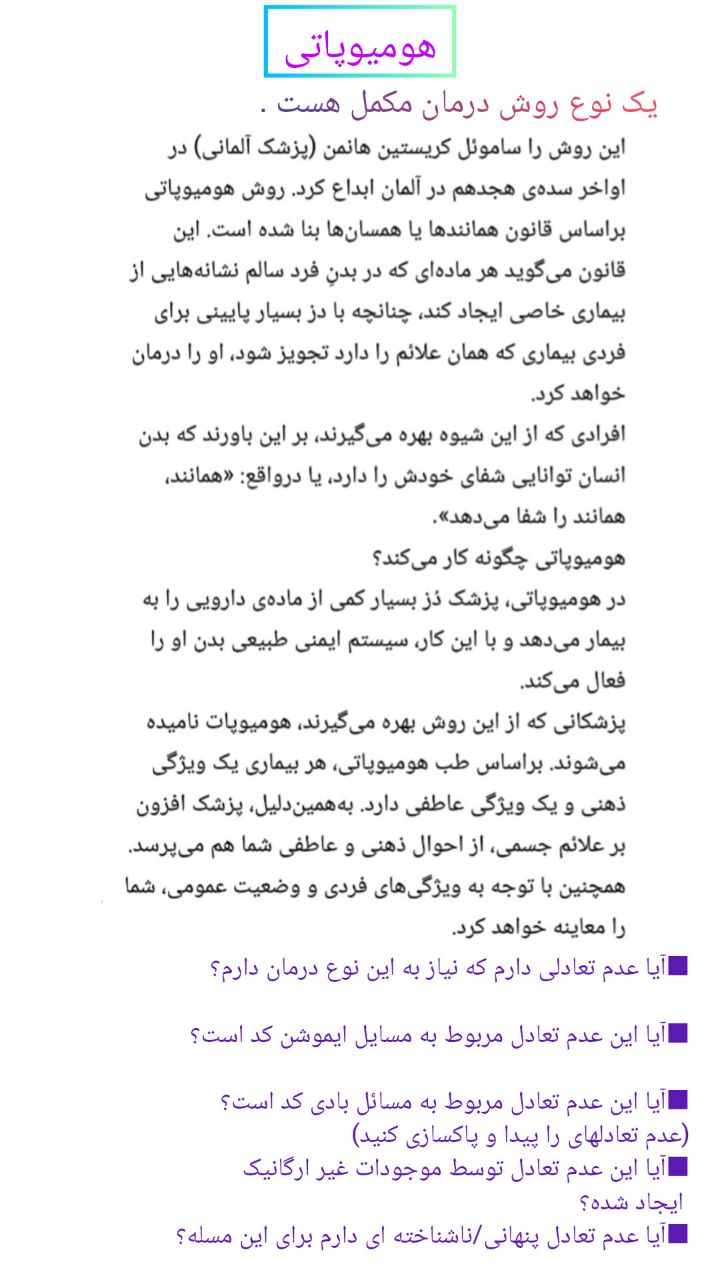 هومیوپاتی
یک نوع روش درمان مکمل هست .
این روش را ساموئل کریستین هانمن (پزشک آلمانی) در
اواخر سده‌ی هجدهم در آلمان ابداع کرد. روش هومیوپاتی
براساس قانون همانندها یا همسان‌ها بنا شده است. این
قانون می‌گوید هر ماده‌ای که در بدنِ فرد سالم نشانه‌هایی از
بیماری خاصی ایجاد کند، چنانچه با دز بسیار پایینی برای
فردی بیماری که همان علائم را دارد تجویز شود، او را درمان
خواهد کرد.
افرادی که از این شیوه بهره می‌گیرند، بر این باورند که بدن
انسان توانایی شفای خودش را دارد، یا درواقع: «همانند،
همانند را شفا می‌دهد».
هومیوپاتی چگونه کار می‌کند؟
در هومیوپاتی، پزشک دُز بسیار کمی از ماده‌ی دارویی را به
بیمار می‌دهد و با این کار، سیستم ایمنی طبیعی بدن او را
فعال می‌کند.
پزشکانی که از این روش بهره می‌گیرند، هومیوپات نامیده
می‌شوند. براساس طب هومیوپاتی، هر بیماری یک ویژگی
ذهنی و یک ویژگی عاطفی دارد. به‌همین‌دلیل، پزشک افزون
بر علائم جسمی، از احوال ذهنی و عاطفی شما هم می‌پرسد.
همچنین با توجه به ویژگی‌های فردی و وضعیت عمومی، شما
را معاینه خواهد کرد.
■آیا عدم تعادلی دارم که نیاز به این نوع درمان دارم؟
■آیا این عدم تعادل مربوط به مسایل ایموشن کد است؟
■آیا این عدم تعادل مربوط به مسائل بادی کد است؟
(عدم تعادلهای را پیدا و پاکسازی کنید)
■آیا این عدم تعادل توسط موجودات غیر ارگانیک
ایجاد شده؟
■آیا عدم تعادل پنهانی/ناشناخته ای دارم برای این مسله؟